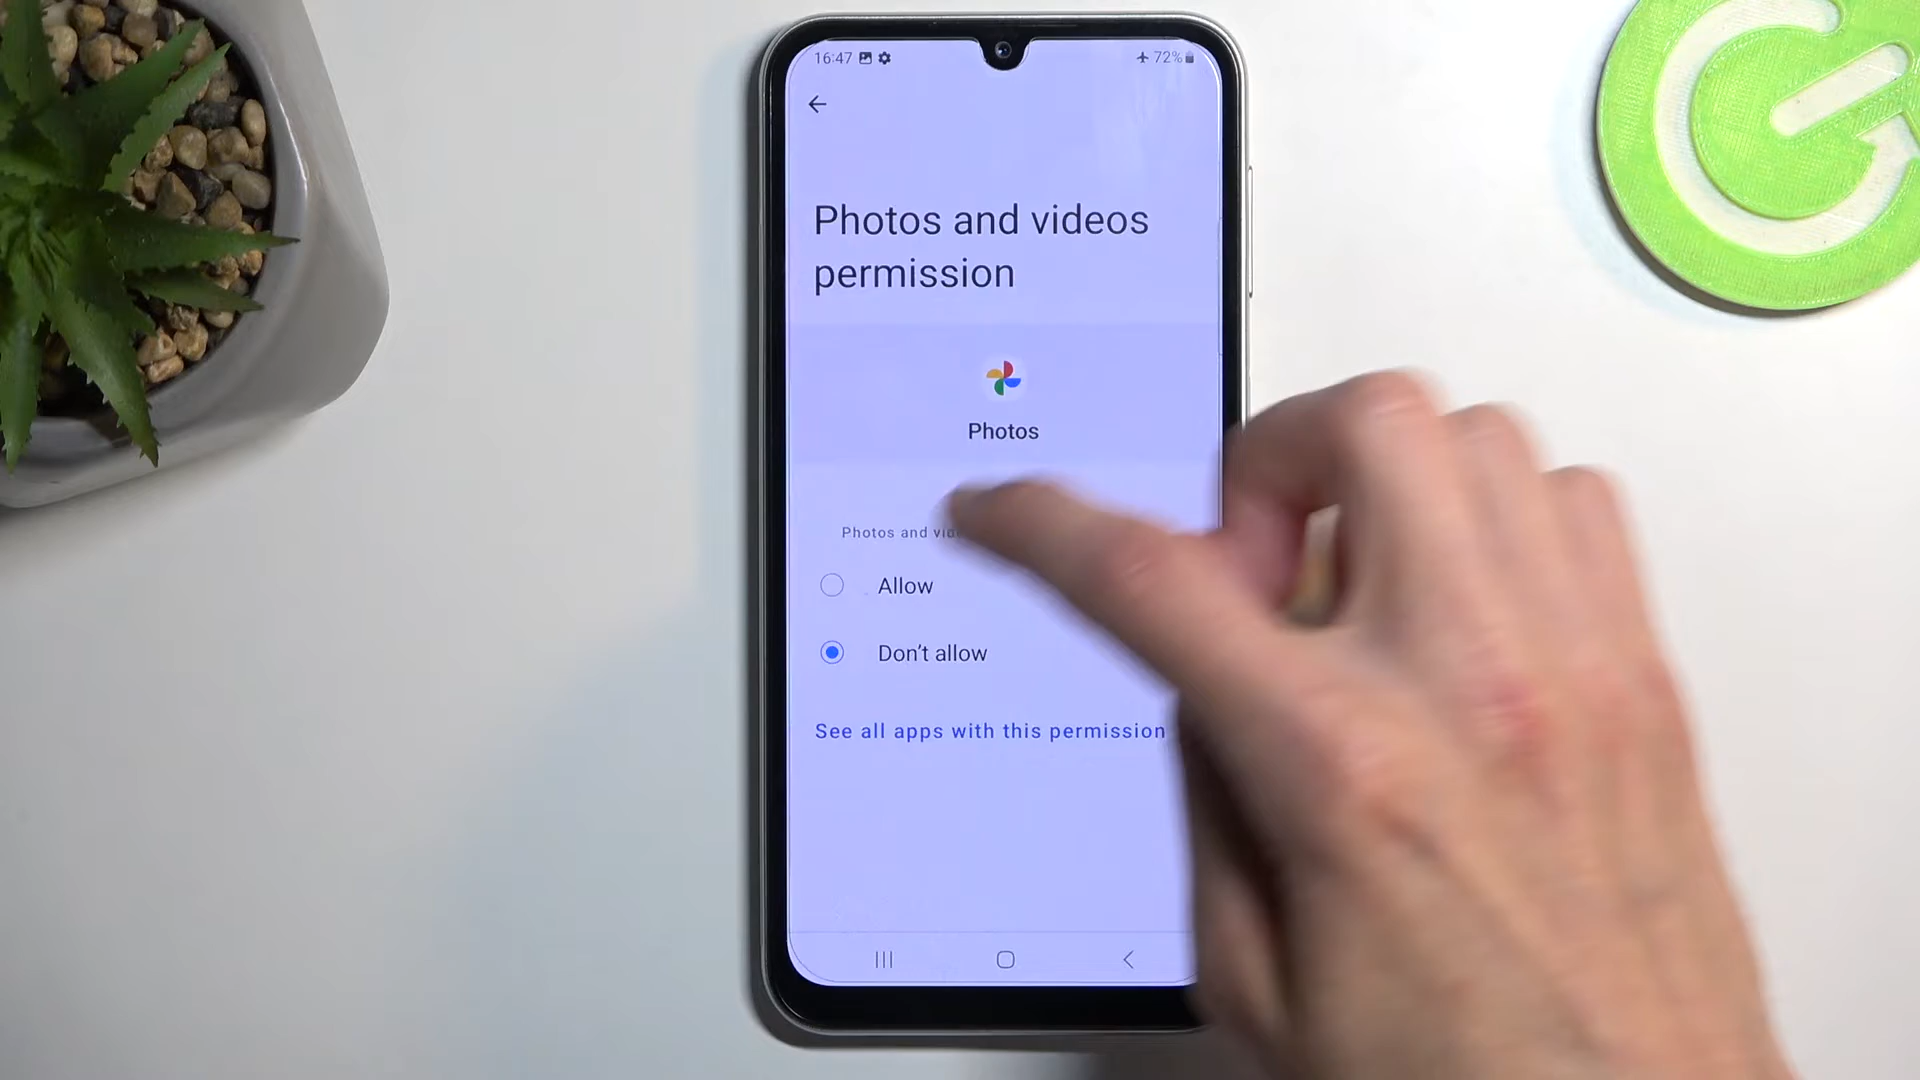 16:47
72%
Photos and videos
permission
Photos
Photos and
Allow
Don't allow
See all apps with this permission